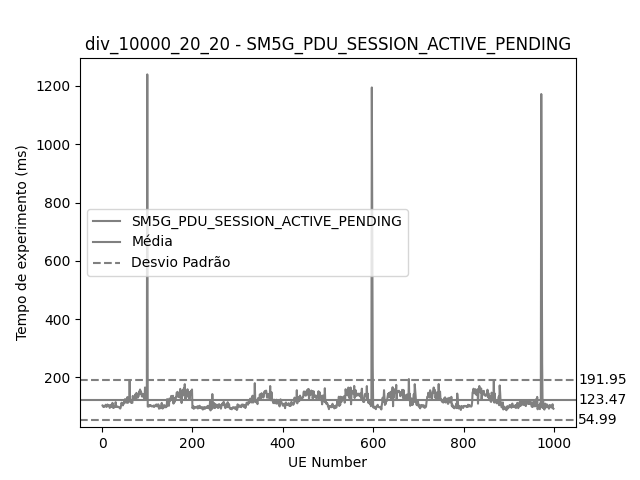 div_10000_20_20 - SM5G_PDU_SESSION_ACTIVE_PENDING
1200
1000
800
600
400
200
Tempo de experimento (ms)
SM5G_PDU_SESSION_ACTIVE_PENDING
Média
Desvio Padrão
191.95
123.47
54.99
0
200
400
600
800
1000
UE Number